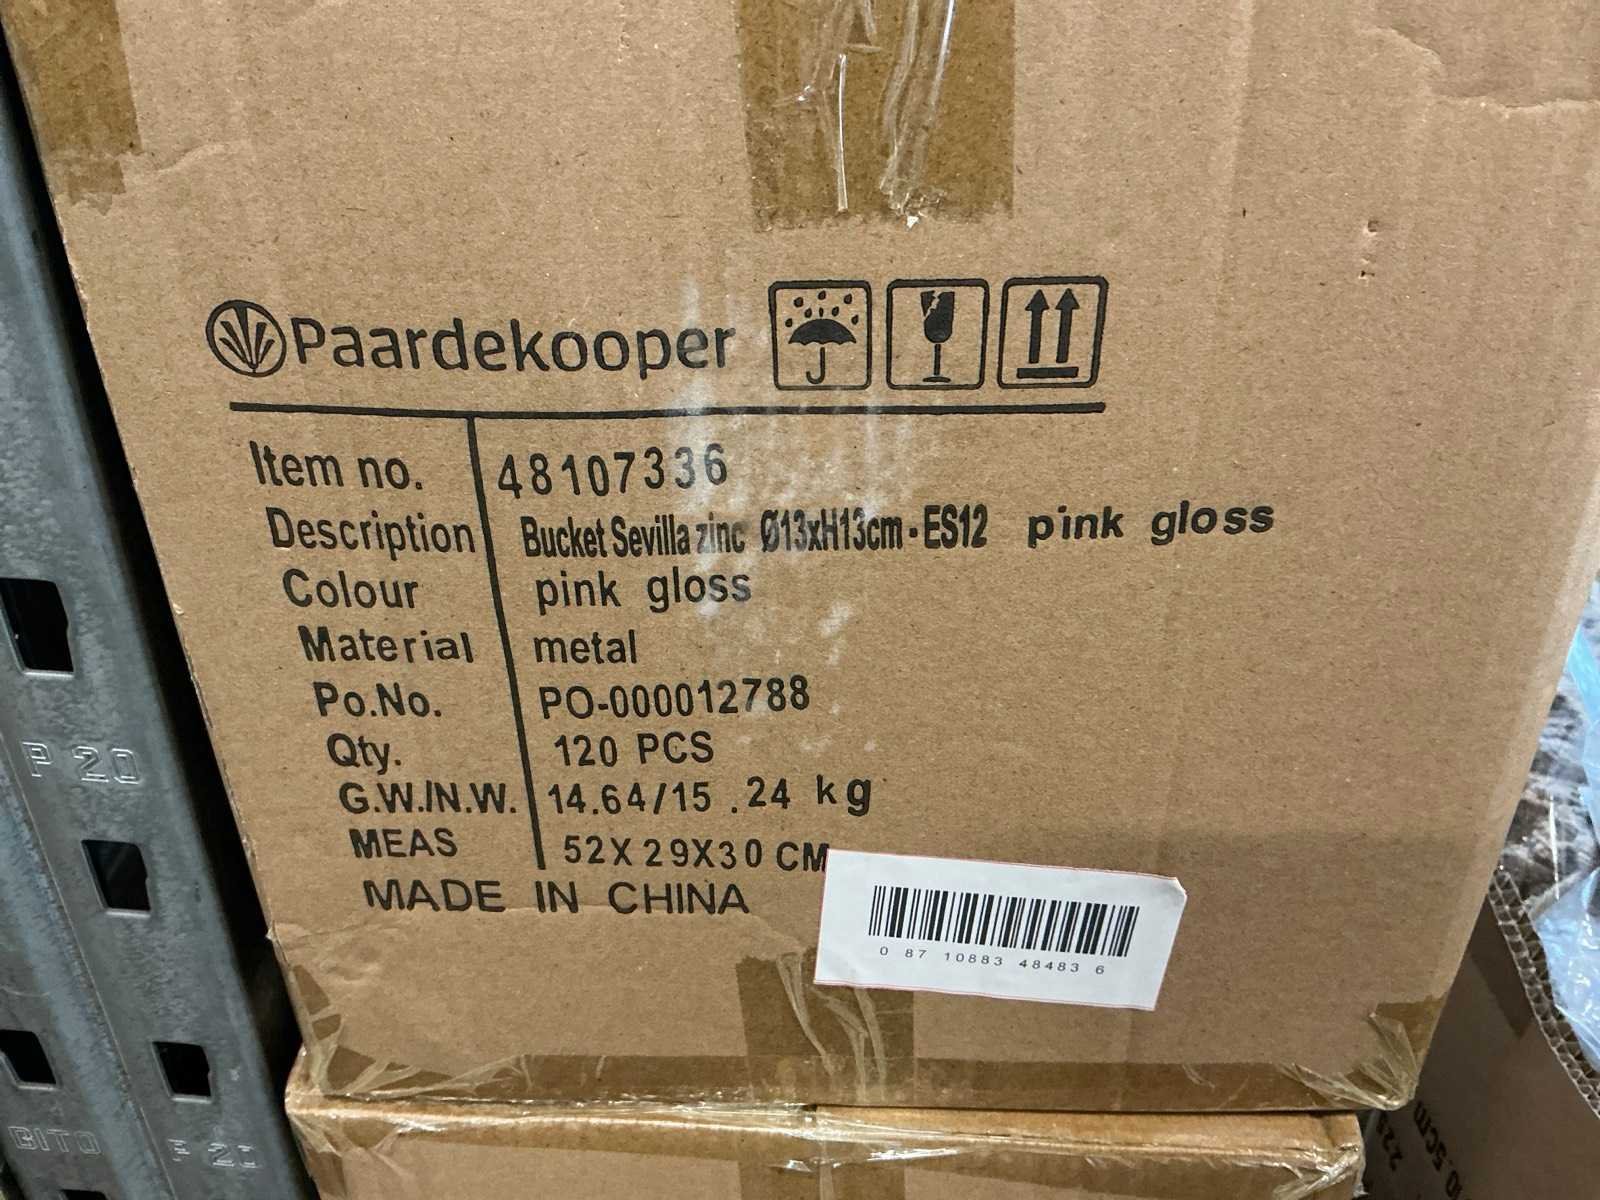 Paardekooper
Item no. 48107336
Description Bucket Sevilla zinc Ø13xH13cm - ES12 pink gloss
Colour pink gloss
Material metal
Po.No. PO-000012788
Qty. 120 PCS
G.W./N.W. 14.64/15.24 kg
MEAS 52X29X30 CM
MADE IN CHINA
0 87 10883 48483 6
P 20
BITO P 20